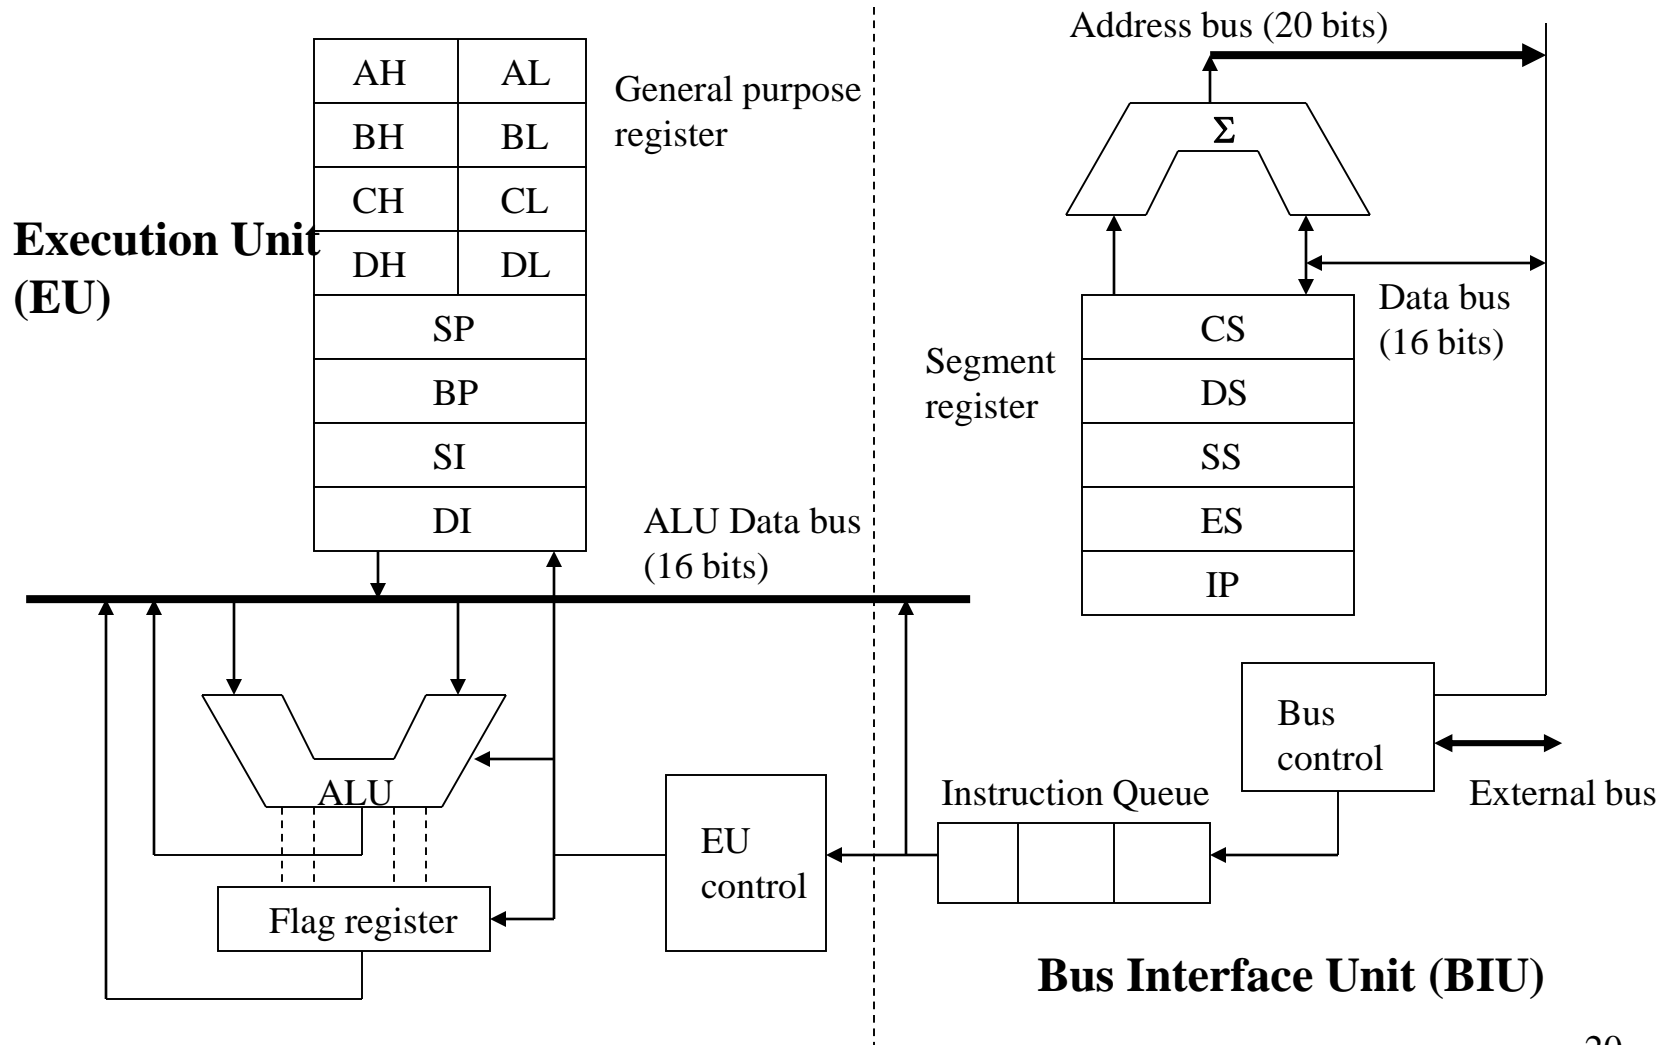 Address bus (20 bits)
AH
AL
General purpose
register
BH
BL
CH
CL
Execution Unit
(EU)
DH
DL
SP
BP
SI
DI
Σ
Data bus
(16 bits)
Segment
register
CS
DS
SS
ES
IP
ALU Data bus
(16 bits)
ALU
Flag register
EU
control
Instruction Queue
Bus
control
External bus
Bus Interface Unit (BIU)